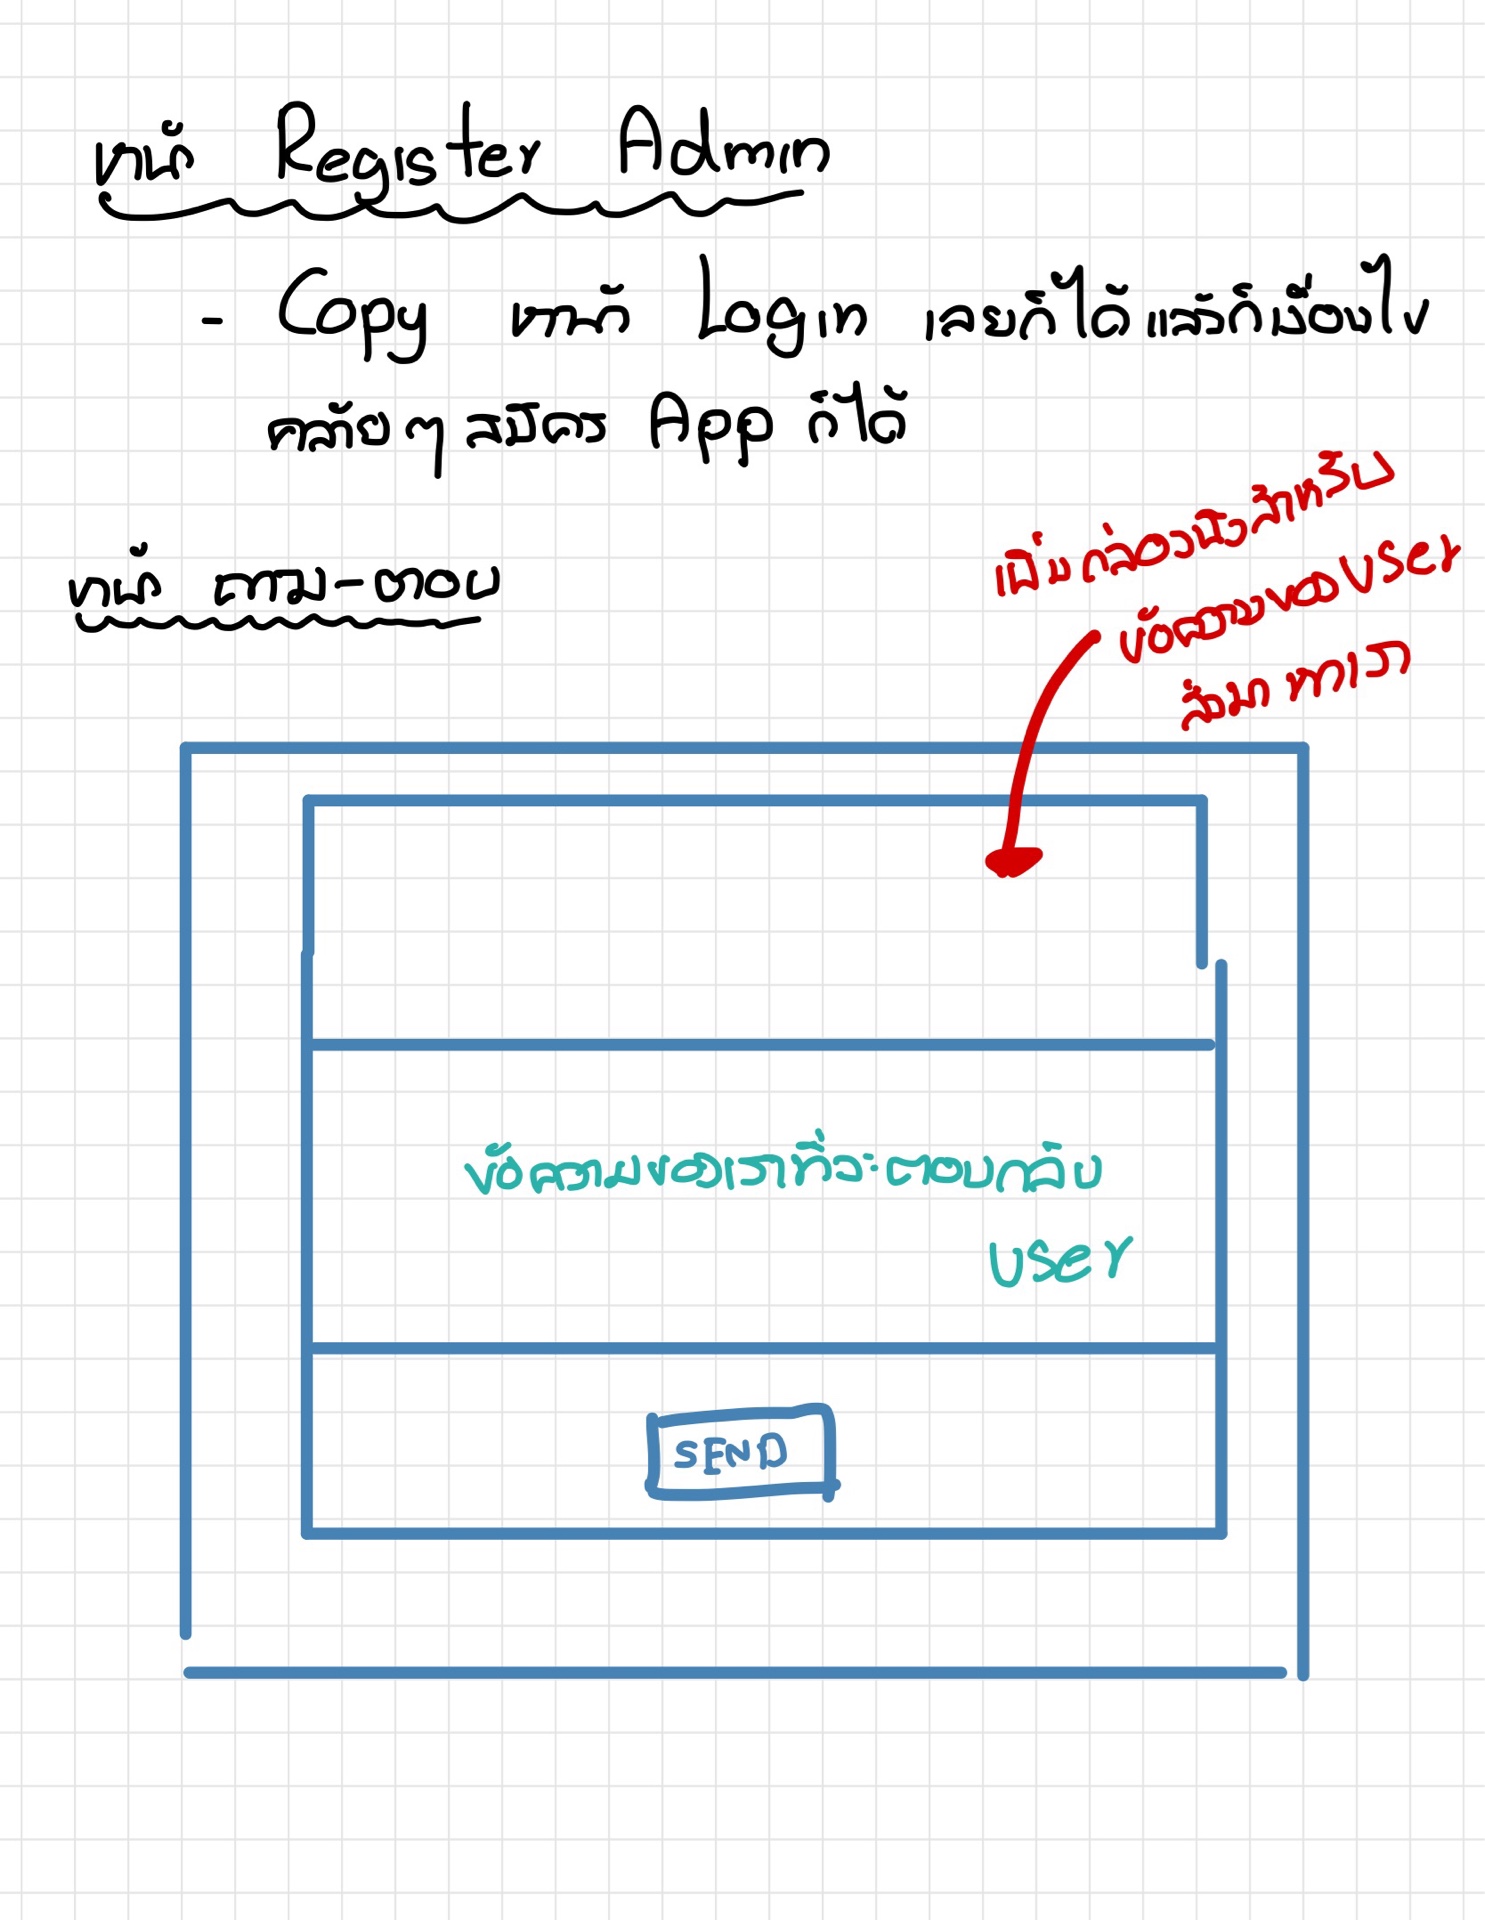 หน้า Register Admin
- Copy หน้า Login เลยก็ได้ แล้วก็เงื่อนไข
คล้ายๆ สมัคร App ก็ได้
หน้า ถาม-ตอบ
เพิ่มกล่องนึงสำหรับ
ข้อความของ USer
ส่งมาหาเรา
ข้อความของเราที่จะตอบกลับ
USer
SEND